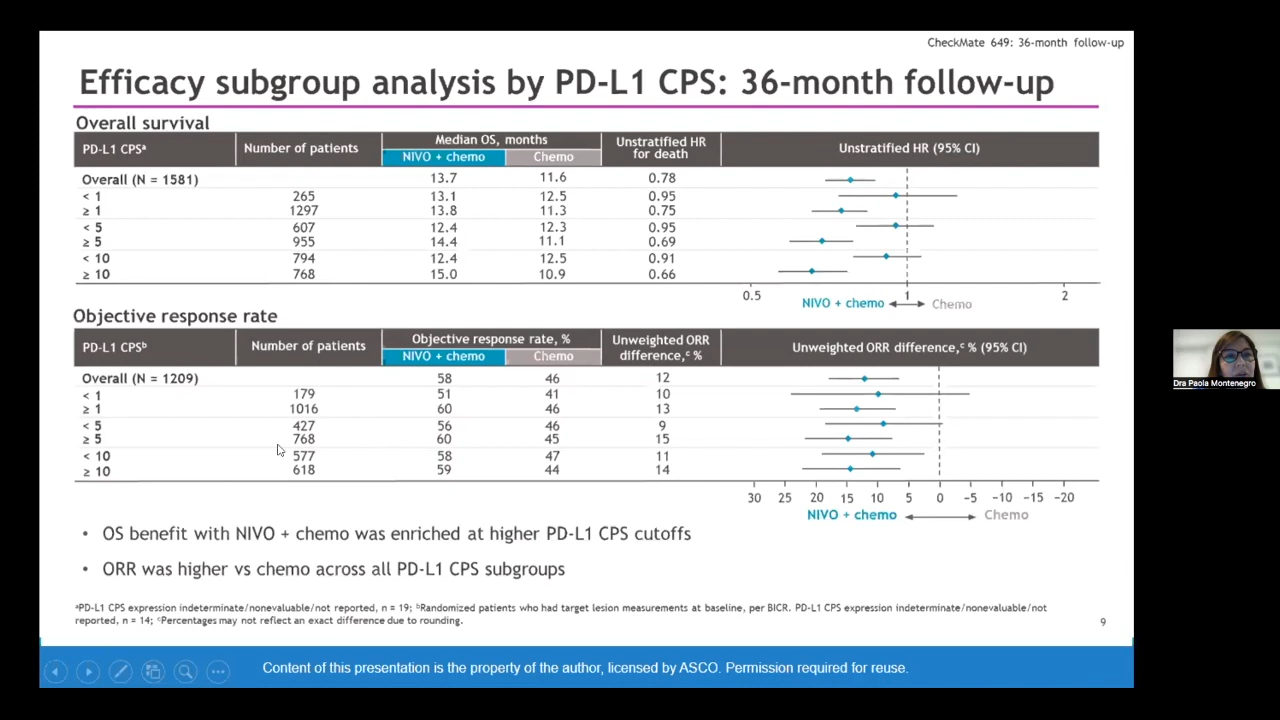 CheckMate 649: 36-month follow-up
Efficacy subgroup analysis by PD-L1 CPS: 36-month follow-up
Overall survival
PD-L1 CPSᵃ Number of patients Median OS, months Unstratified HR for death Unstratified HR (95% CI)
NIVO + chemo Chemo
Overall (N = 1581) 13.7 11.6 0.78
< 1 265 13.1 12.5 0.95
≥ 1 1297 13.8 11.3 0.75
< 5 607 12.4 12.3 0.95
≥ 5 955 14.4 11.1 0.69
< 10 794 12.4 12.5 0.91
≥ 10 768 15.0 10.9 0.66
0.5 1 2
NIVO + chemo Chemo
Objective response rate
PD-L1 CPSᵇ Number of patients Objective response rate, % Unweighted ORR difference,ᶜ % Unweighted ORR difference,ᶜ % (95% CI)
NIVO + chemo Chemo
Overall (N = 1209) 58 46 12
< 1 179 51 41 10
≥ 1 1016 60 46 13
< 5 427 56 46 9
≥ 5 768 60 45 15
< 10 577 58 47 11
≥ 10 618 59 44 14
30 25 20 15 10 5 0 −5 −10 −15 −20
NIVO + chemo Chemo
• OS benefit with NIVO + chemo was enriched at higher PD-L1 CPS cutoffs
• ORR was higher vs chemo across all PD-L1 CPS subgroups
ᵃPD-L1 CPS expression indeterminate/nonevaluable/not reported, n = 19; ᵇRandomized patients who had target lesion measurements at baseline, per BICR. PD-L1 CPS expression indeterminate/nonevaluable/not
reported, n = 14; ᶜPercentages may not reflect an exact difference due to rounding.
9
Content of this presentation is the property of the author, licensed by ASCO. Permission required for reuse.
Dra Paola Montenegro